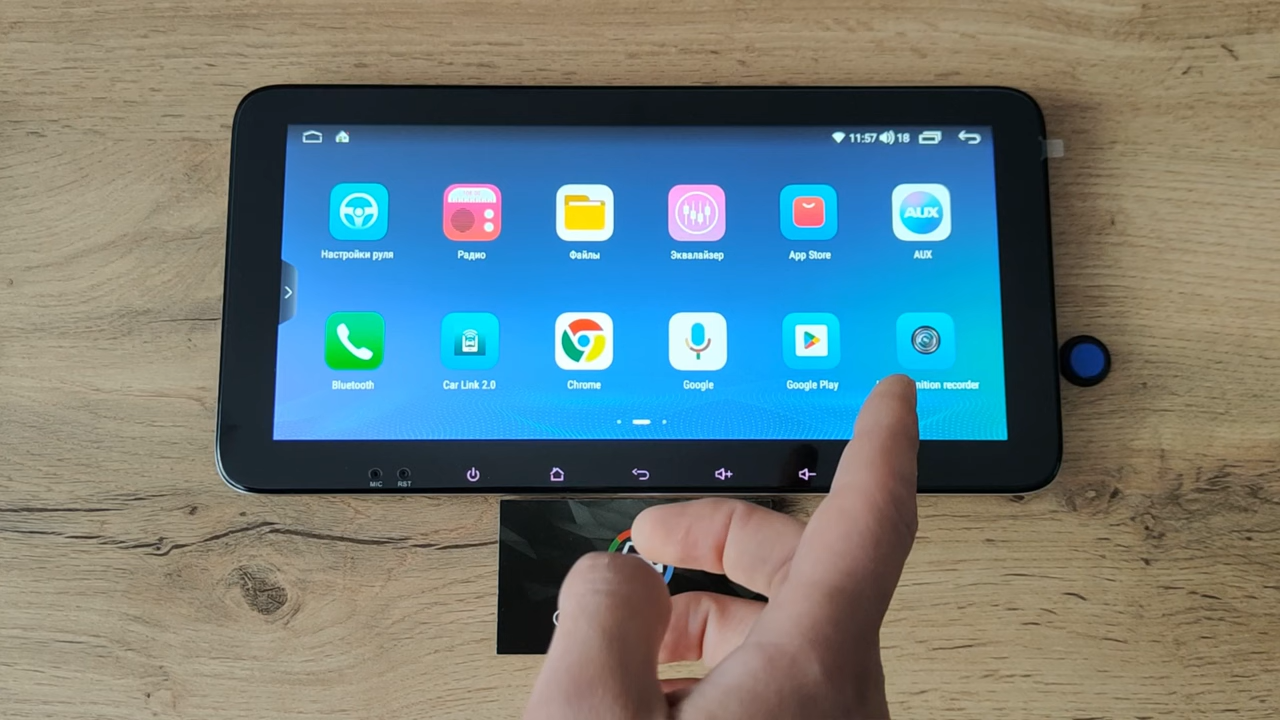 11:57 18
Настройки руля
Радио
Файлы
Эквалайзер
App Store
AUX
AUX
Bluetooth
Car Link 2.0
Chrome
Google
Google Play
recorder
MIC RST